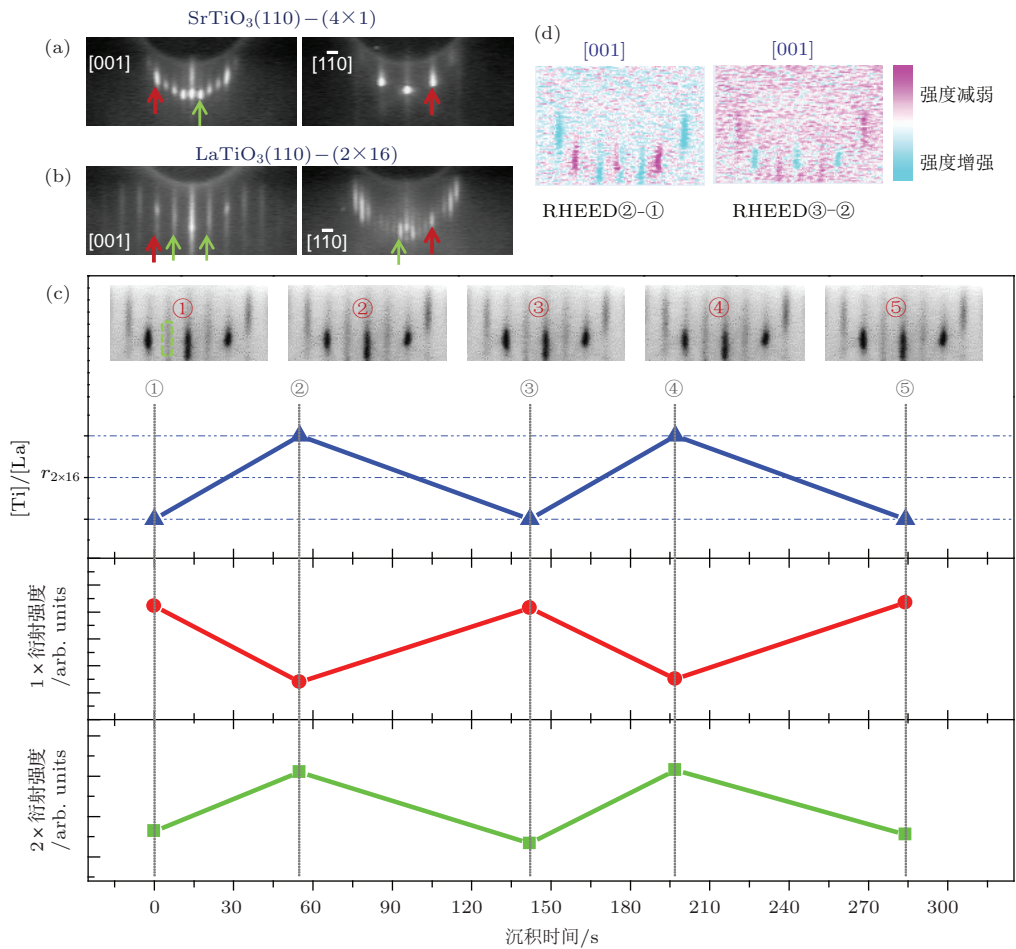 SrTiO₃(110)−(4×1)
(a)
[001]
[11̅0]
LaTiO₃(110)−(2×16)
(b)
[001]
[11̅0]
(d)
[001]
[001]
强度减弱
强度增强
RHEED②-①
RHEED③-②
(c)
①
②
③
④
⑤
①
②
③
④
⑤
[Ti]/[La]
r₂×₁₆
1×衍射强度
/arb. units
2×衍射强度
/arb. units
0
30
60
90
120
150
180
210
240
270
300
沉积时间/s